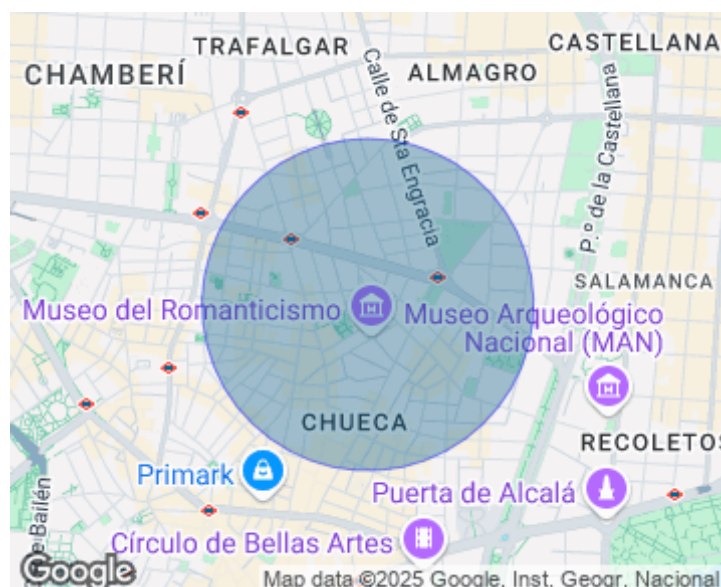 TRAFALGAR
CASTELLANA
CHAMBERÍ
ALMAGRO
Calle de Sta Engracia
P.º de la Castellana
SALAMANCA
Museo del Romanticismo
Museo Arqueológico
Nacional (MAN)
CHUECA
RECOLETOS
Primark
Puerta de Alcalá
Bailén
Círculo de Bellas Artes
Google
Map data ©2025 Google, Inst. Geogr. Nacional